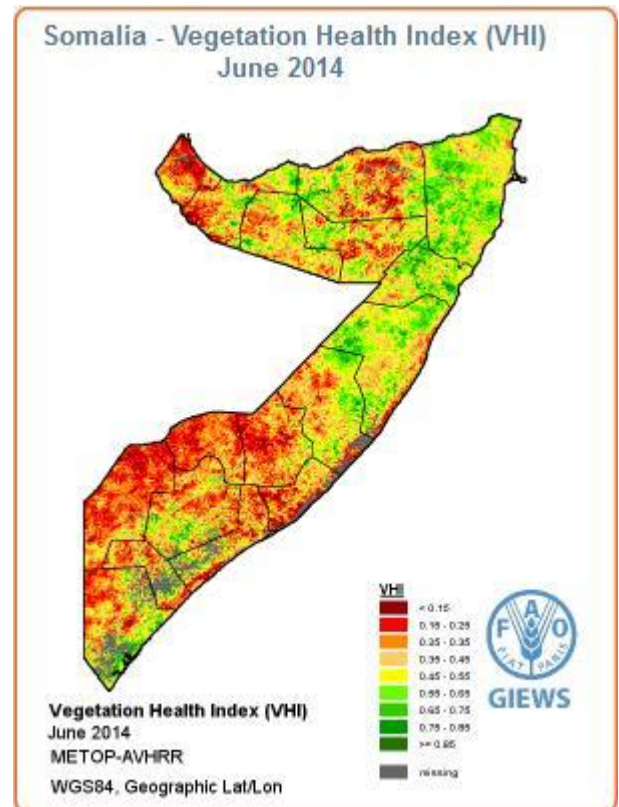 Somalia - Vegetation Health Index (VHI)
June 2014
VHI
< 0.15
0.15 - 0.25
0.25 - 0.35
0.35 - 0.45
0.45 - 0.55
0.55 - 0.65
0.65 - 0.75
0.75 - 0.85
>= 0.85
missing
F A O
FIAT PANIS
GIEWS
Vegetation Health Index (VHI)
June 2014
METOP-AVHRR
WGS84, Geographic Lat/Lon